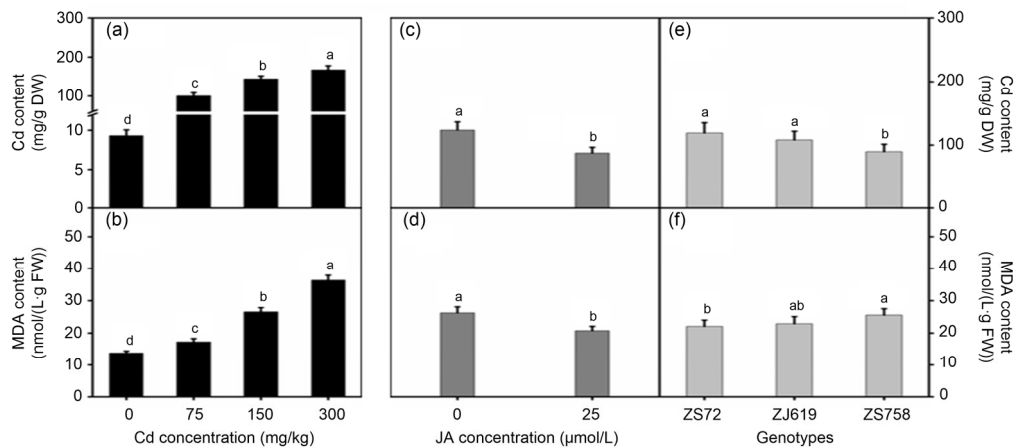 (a)
Cd content
(mg/g DW)
300
200
100
10
5
0
d
c
b
a
(b)
MDA content
(nmol/(L·g FW))
50
40
30
20
10
0
d
c
b
a
0 75 150 300
Cd concentration (mg/kg)
(c)
a
b
(d)
a
b
0 25
JA concentration (μmol/L)
(e)
a
a
b
300
200
100
0
Cd content
(mg/g DW)
(f)
b
ab
a
50
40
30
20
10
0
MDA content
(nmol/(L·g FW))
ZS72 ZJ619 ZS758
Genotypes